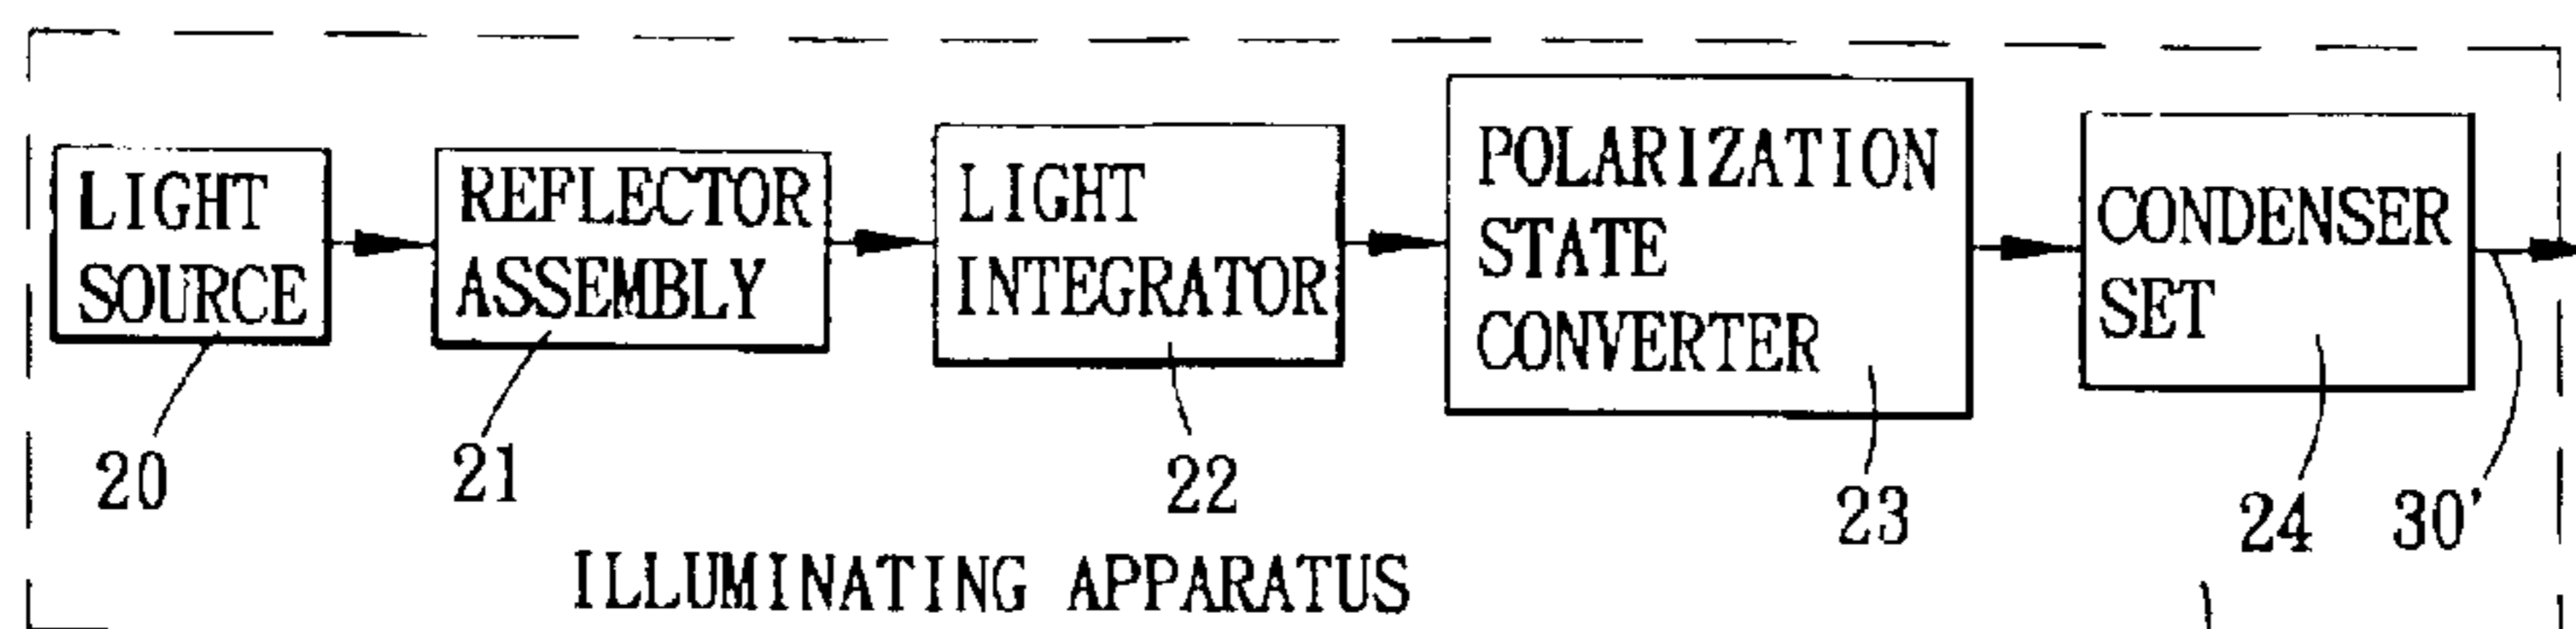 LIGHT
SOURCE
REFLECTOR
ASSEMBLY
LIGHT
INTEGRATOR
POLARIZATION
STATE
CONVERTER
CONDENSER
SET
20
21
22
23
24
30'
ILLUMINATING APPARATUS